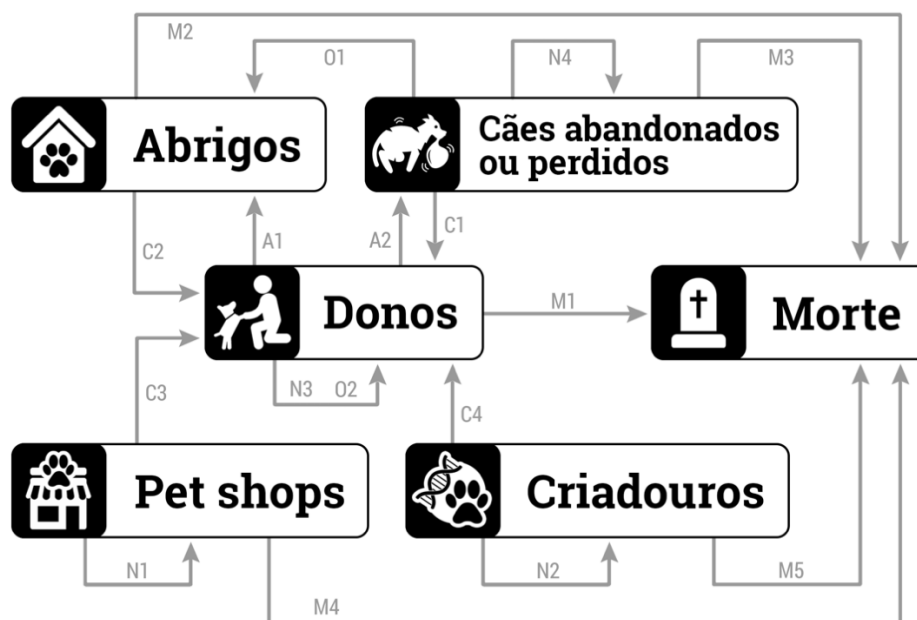 M2
O1
N4
M3
Abrigos
Cães abandonados
ou perdidos
C2
A1
A2
C1
Donos
M1
Morte
C3
N3
O2
C4
Pet shops
Criadouros
N1
N2
M5
M4